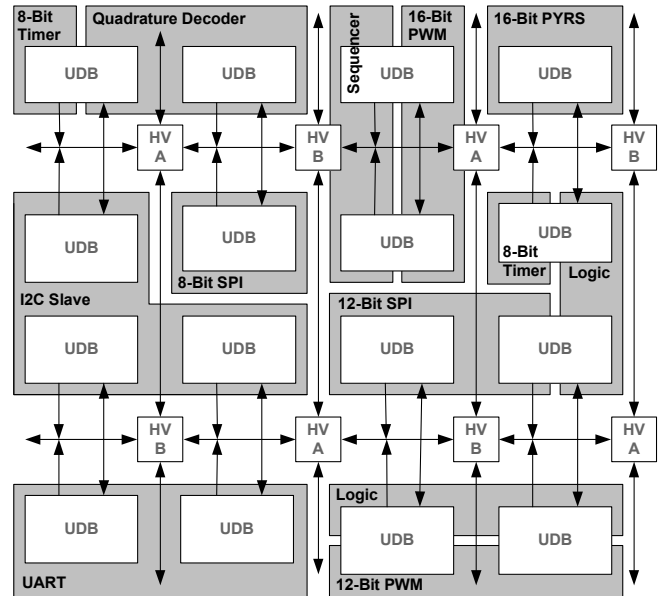 8-Bit
Timer
Quadrature Decoder
Sequencer
16-Bit
PWM
16-Bit PYRS
UDB
UDB
UDB
UDB
HV
A
HV
B
HV
A
HV
B
UDB
UDB
UDB
UDB
8-Bit
Timer
Logic
8-Bit SPI
I2C Slave
12-Bit SPI
UDB
UDB
UDB
UDB
HV
B
HV
A
HV
B
HV
A
Logic
UDB
UDB
UDB
UDB
UART
12-Bit PWM